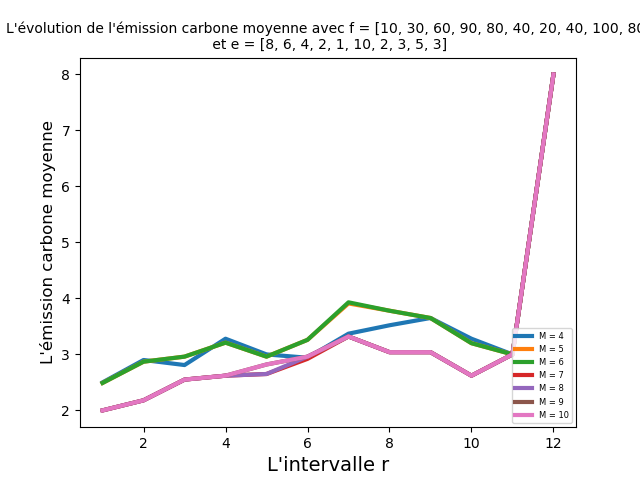 L'évolution de l'émission carbone moyenne avec f = [10, 30, 60, 90, 80, 40, 20, 40, 100, 80
et e = [8, 6, 4, 2, 1, 10, 2, 3, 5, 3]
8
7
6
5
4
3
2
L'émission carbone moyenne
M = 4
M = 5
M = 6
M = 7
M = 8
M = 9
M = 10
2 4 6 8 10 12
L'intervalle r